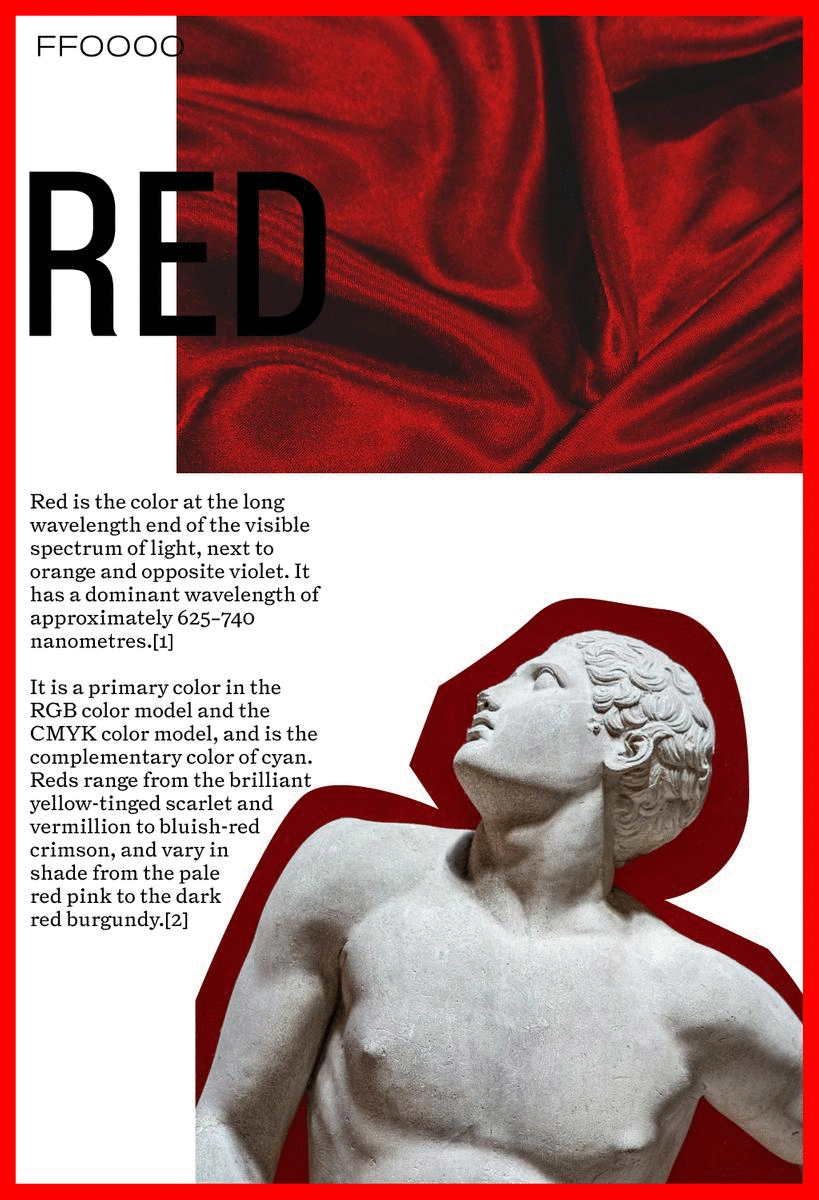 FF0000
RED
Red is the color at the long
wavelength end of the visible
spectrum of light, next to
orange and opposite violet. It
has a dominant wavelength of
approximately 625–740
nanometres.[1]
It is a primary color in the
RGB color model and the
CMYK color model, and is the
complementary color of cyan.
Reds range from the brilliant
yellow-tinged scarlet and
vermillion to bluish-red
crimson, and vary in
shade from the pale
red pink to the dark
red burgundy.[2]